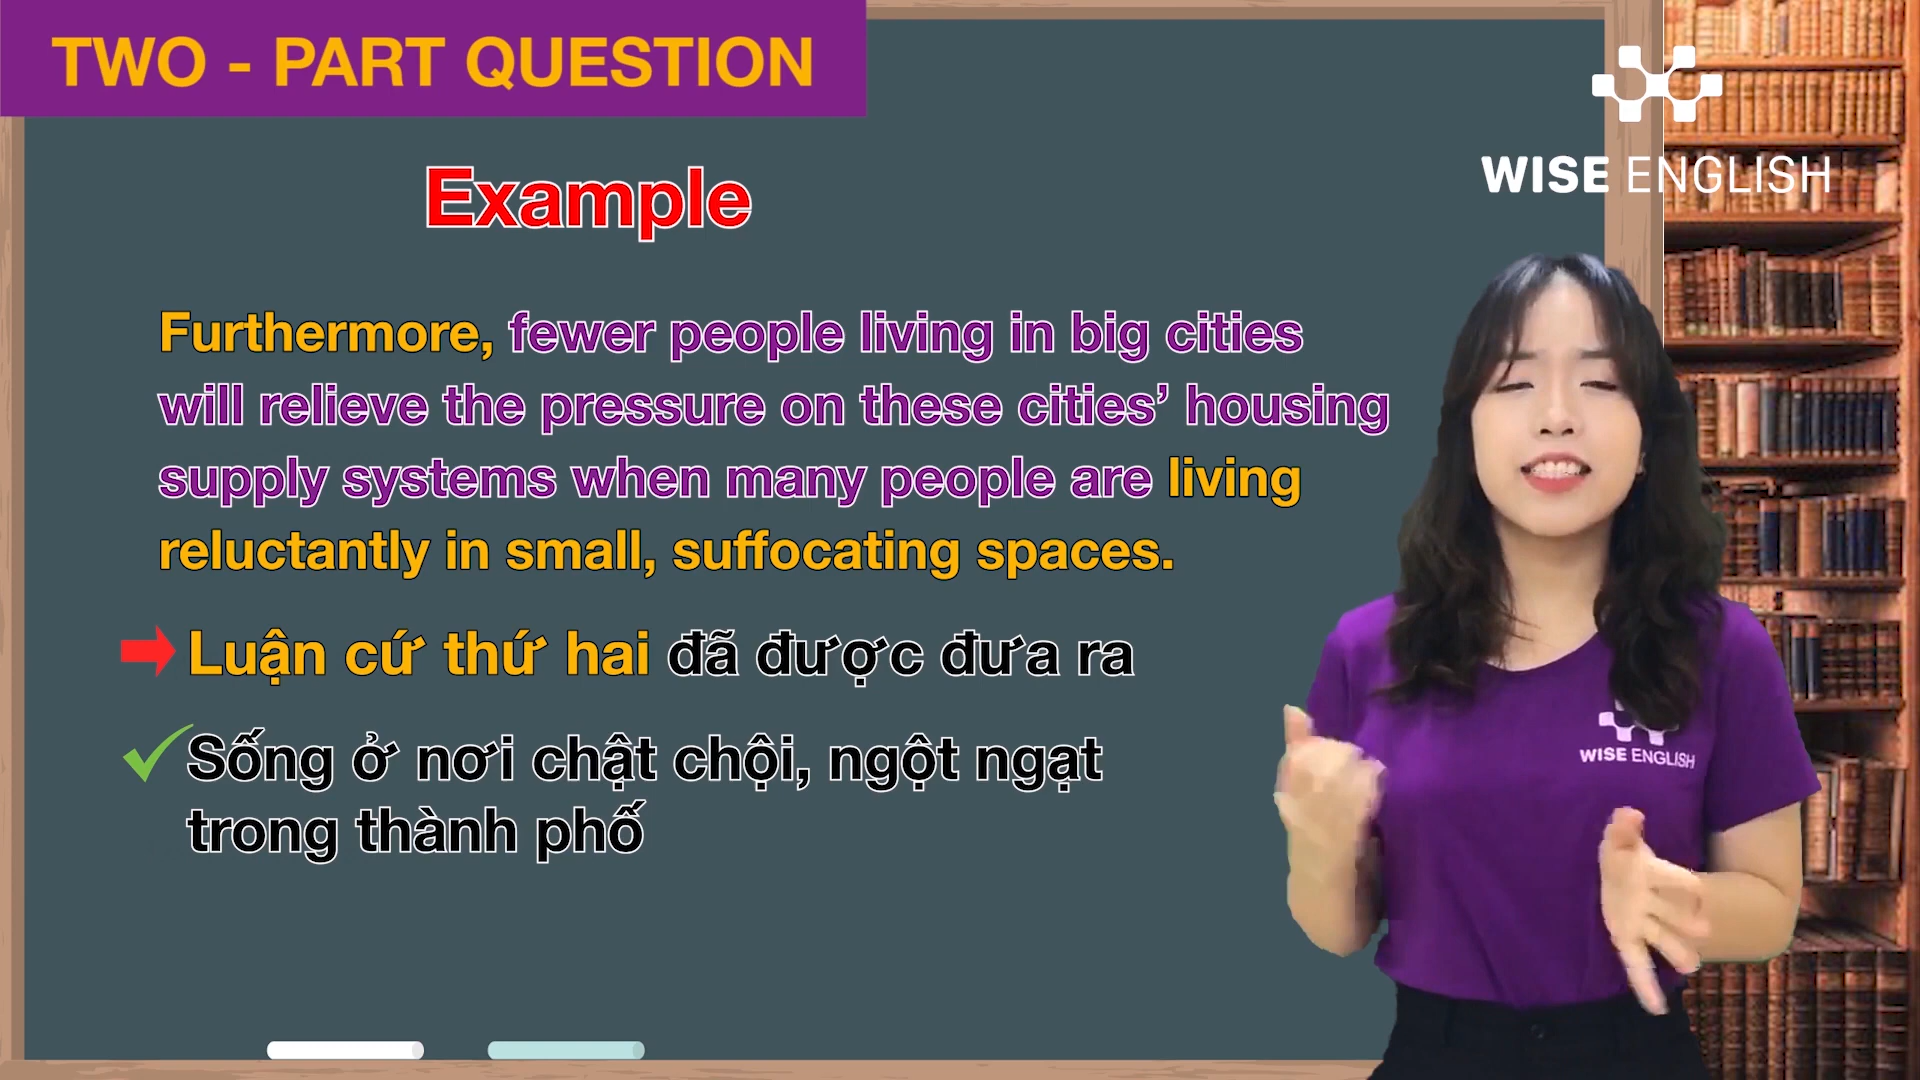 TWO - PART QUESTION
WISE ENGLISH
Example
Furthermore, fewer people living in big cities
will relieve the pressure on these cities’ housing
supply systems when many people are living
reluctantly in small, suffocating spaces.
Luận cứ thứ hai đã được đưa ra
Sống ở nơi chật chội, ngột ngạt
trong thành phố
WISE ENGLISH